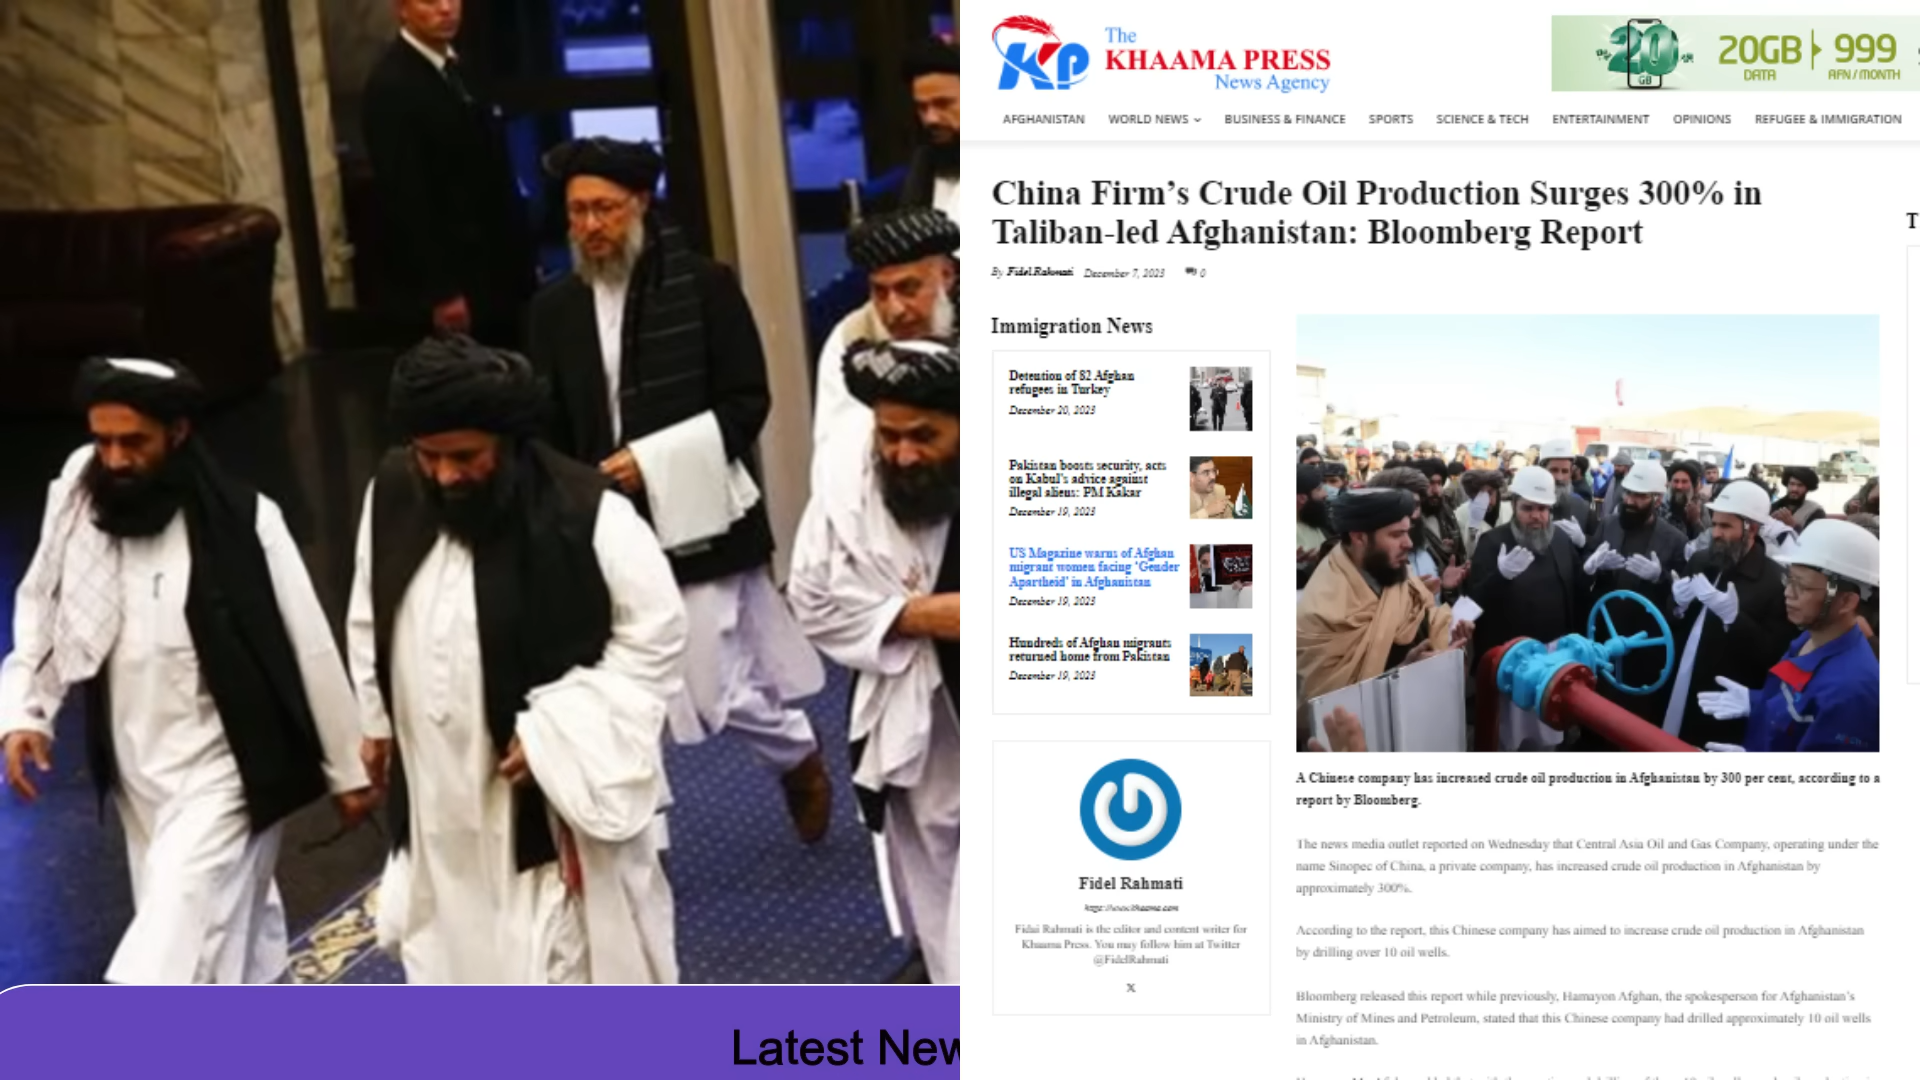 Latest New
KP
The
KHAAMA PRESS
News Agency
20
GB
20GB
DATA
999
AFN / MONTH
AFGHANISTAN
WORLD NEWS
BUSINESS & FINANCE
SPORTS
SCIENCE & TECH
ENTERTAINMENT
OPINIONS
REFUGEE & IMMIGRATION
China Firm’s Crude Oil Production Surges 300% in
Taliban-led Afghanistan: Bloomberg Report
By Fidel Rahmati December 7, 2023 0
T
Immigration News
Detention of 82 Afghan
refugees in Turkey
December 20, 2023
Pakistan boosts security, acts
on Kabul’s advice against
illegal aliens: PM Kakar
December 19, 2023
US Magazine warns of Afghan
migrant women facing ‘Gender
Apartheid’ in Afghanistan
December 19, 2023
Hundreds of Afghan migrants
returned home from Pakistan
December 19, 2023
Fidel Rahmati
https://www.khaama.com
Fidai Rahmati is the editor and content writer for
Khaama Press. You may follow him at Twitter
@FidelRahmati
X
A Chinese company has increased crude oil production in Afghanistan by 300 per cent, according to a
report by Bloomberg.
The news media outlet reported on Wednesday that Central Asia Oil and Gas Company, operating under the
name Sinopec of China, a private company, has increased crude oil production in Afghanistan by
approximately 300%.
According to the report, this Chinese company has aimed to increase crude oil production in Afghanistan
by drilling over 10 oil wells.
Bloomberg released this report while previously, Hamayon Afghan, the spokesperson for Afghanistan’s
Ministry of Mines and Petroleum, stated that this Chinese company had drilled approximately 10 oil wells
in Afghanistan.